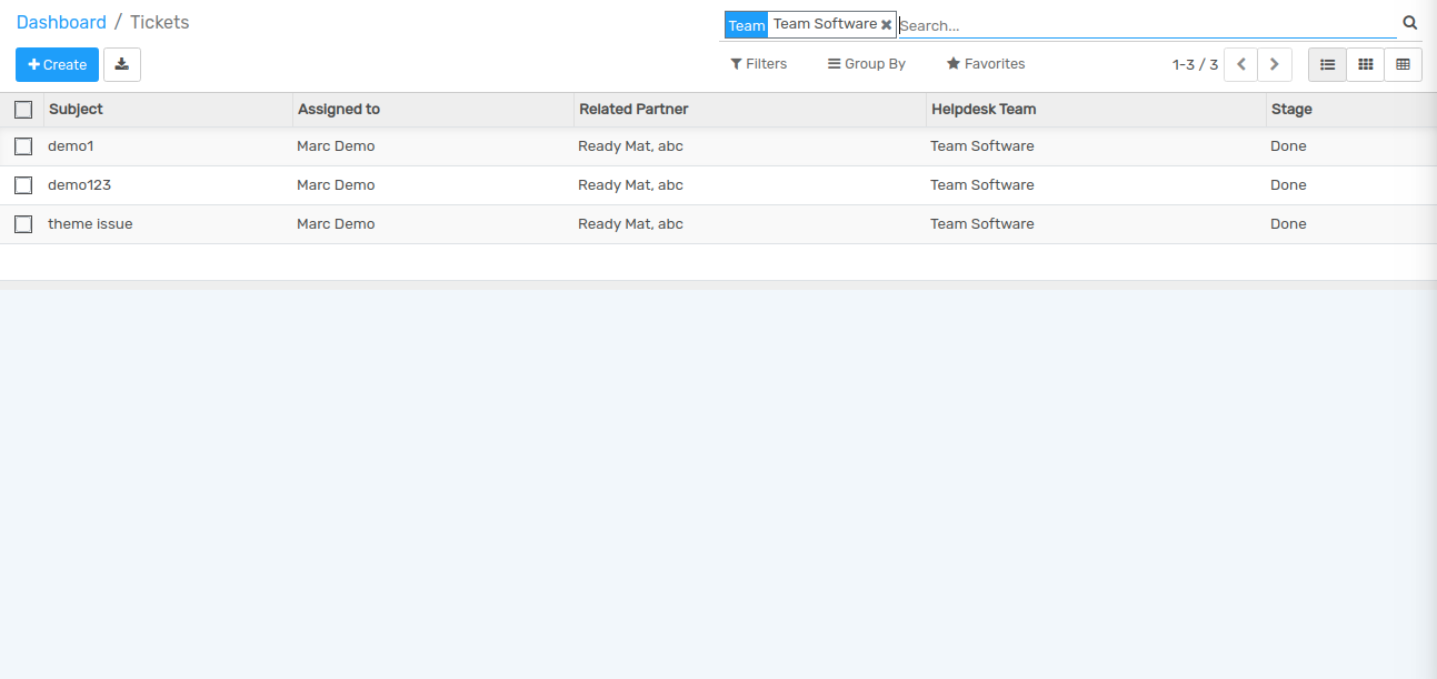 Dashboard / Tickets
Team Team Software Search...
Create
Filters Group By Favorites 1-3 / 3
Subject Assigned to Related Partner Helpdesk Team Stage
demo1 Marc Demo Ready Mat, abc Team Software Done
demo123 Marc Demo Ready Mat, abc Team Software Done
theme issue Marc Demo Ready Mat, abc Team Software Done